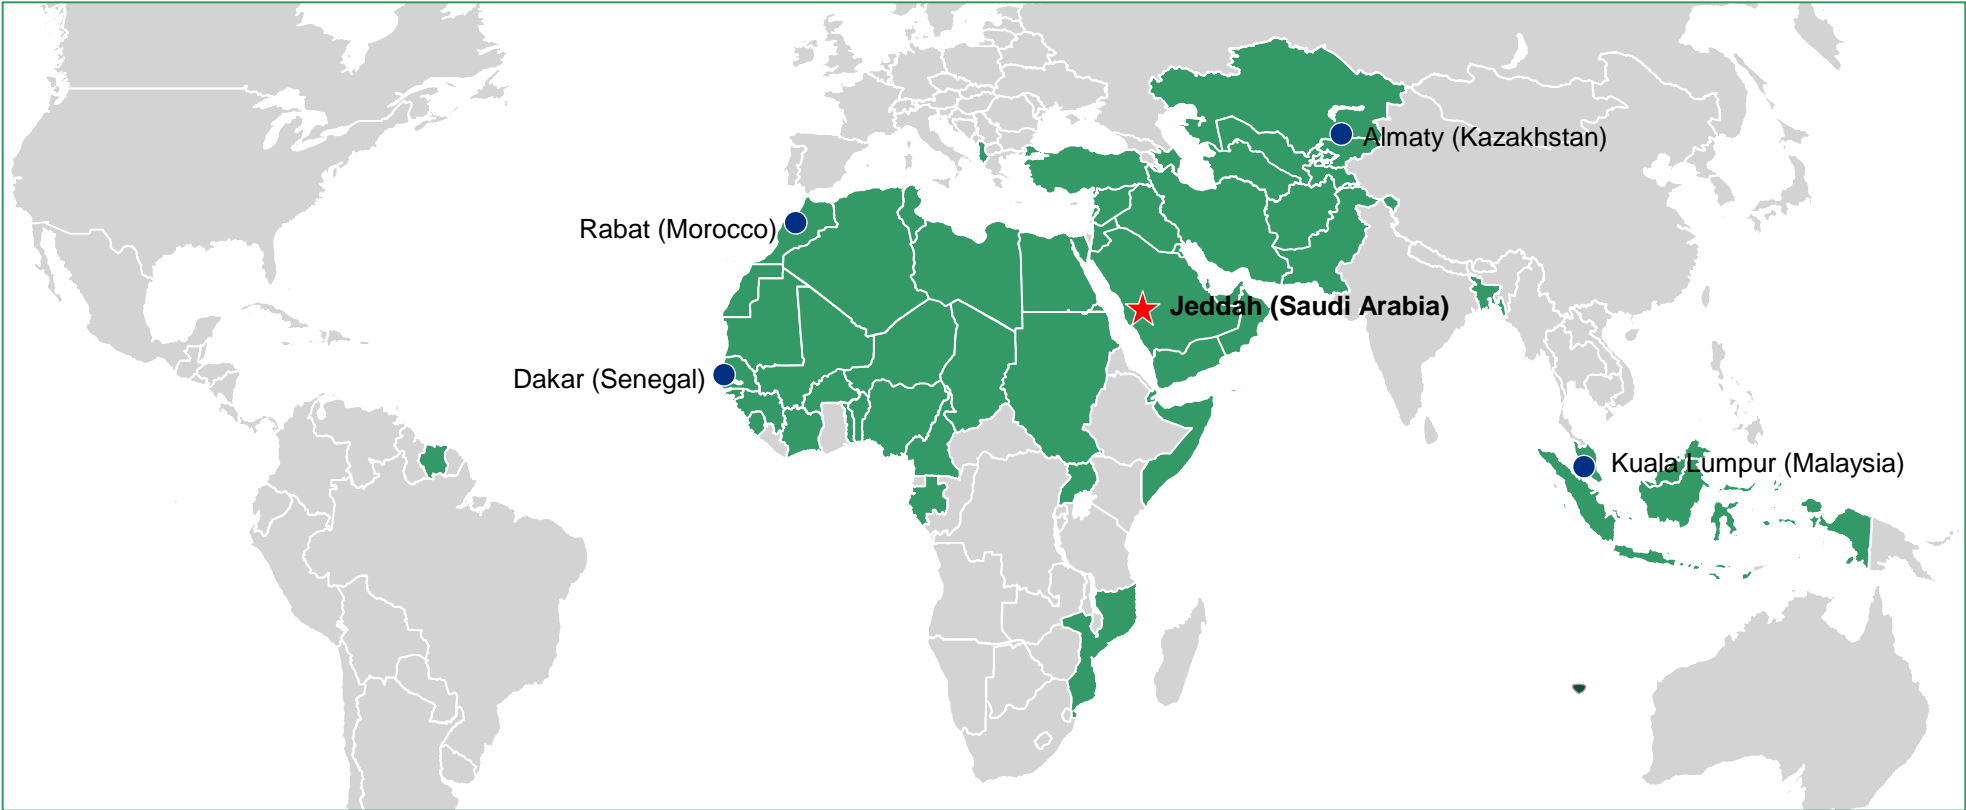 Almaty (Kazakhstan)
Rabat (Morocco)
Jeddah (Saudi Arabia)
Dakar (Senegal)
Kuala Lumpur (Malaysia)